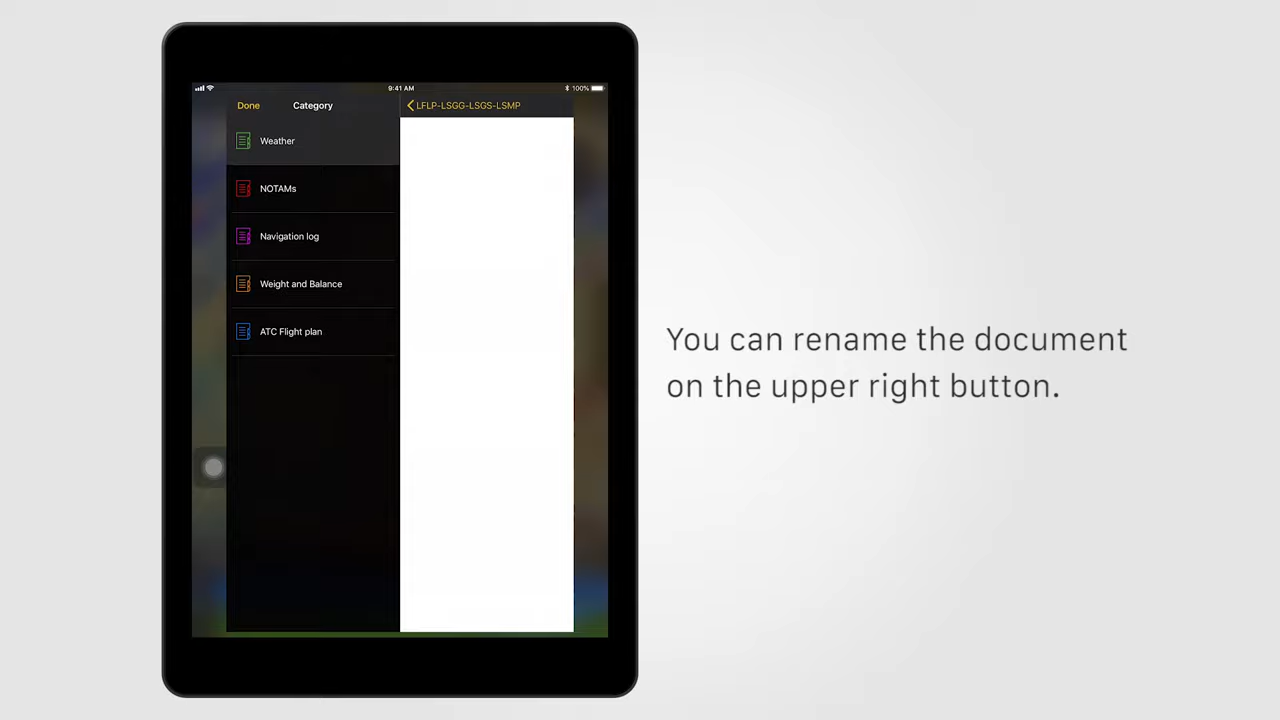 9:41 AM
100%
Done
Category
LFLP-LSGG-LSGS-LSMP
Weather
NOTAMs
Navigation log
Weight and Balance
ATC Flight plan
You can rename the document
on the upper right button.